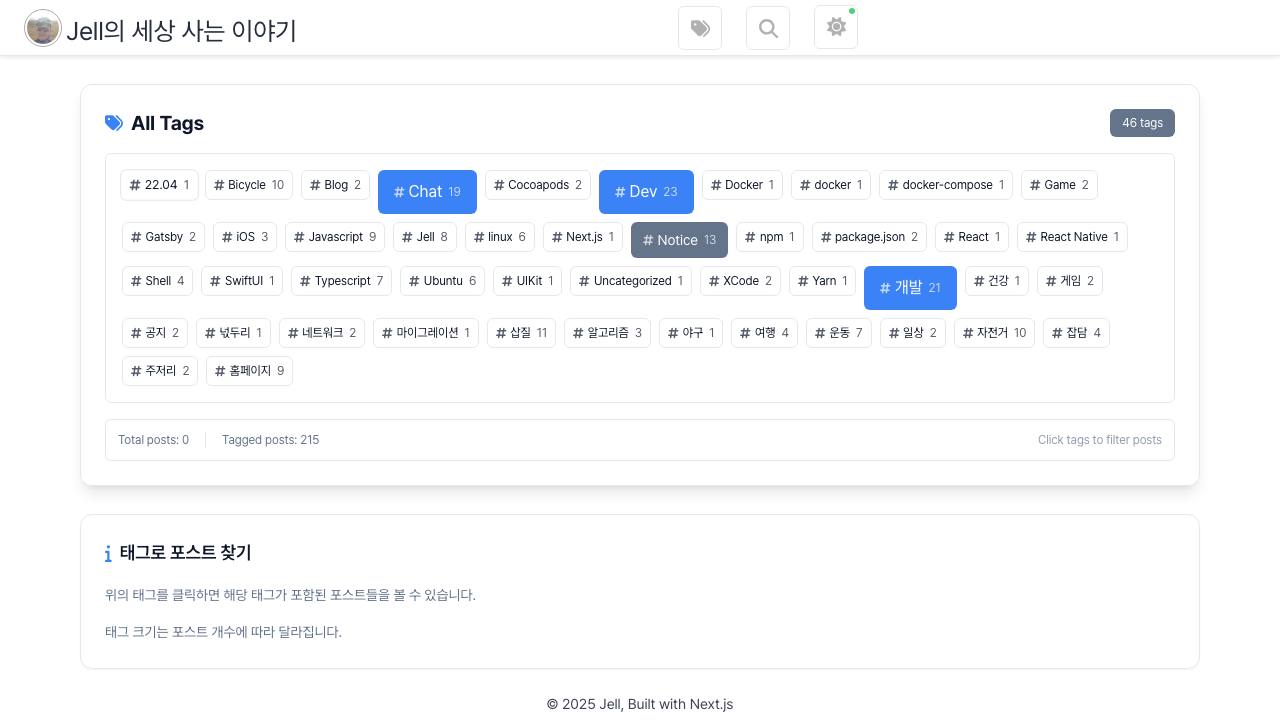 Jell의 세상 사는 이야기
All Tags
46 tags
# 22.04 1 # Bicycle 10 # Blog 2 # Chat 19 # Cocoapods 2 # Dev 23 # Docker 1 # docker 1 # docker-compose 1 # Game 2
# Gatsby 2 # iOS 3 # Javascript 9 # Jell 8 # linux 6 # Next.js 1 # Notice 13 # npm 1 # package.json 2 # React 1 # React Native 1
# Shell 4 # SwiftUI 1 # Typescript 7 # Ubuntu 6 # UIKit 1 # Uncategorized 1 # XCode 2 # Yarn 1 # 개발 21 # 건강 1 # 게임 2
# 공지 2 # 넋두리 1 # 네트워크 2 # 마이그레이션 1 # 삽질 11 # 알고리즘 3 # 야구 1 # 여행 4 # 운동 7 # 일상 2 # 자전거 10 # 잡담 4
# 주저리 2 # 홈페이지 9
Total posts: 0 Tagged posts: 215 Click tags to filter posts
태그로 포스트 찾기
위의 태그를 클릭하면 해당 태그가 포함된 포스트들을 볼 수 있습니다.
태그 크기는 포스트 개수에 따라 달라집니다.
© 2025 Jell, Built with Next.js